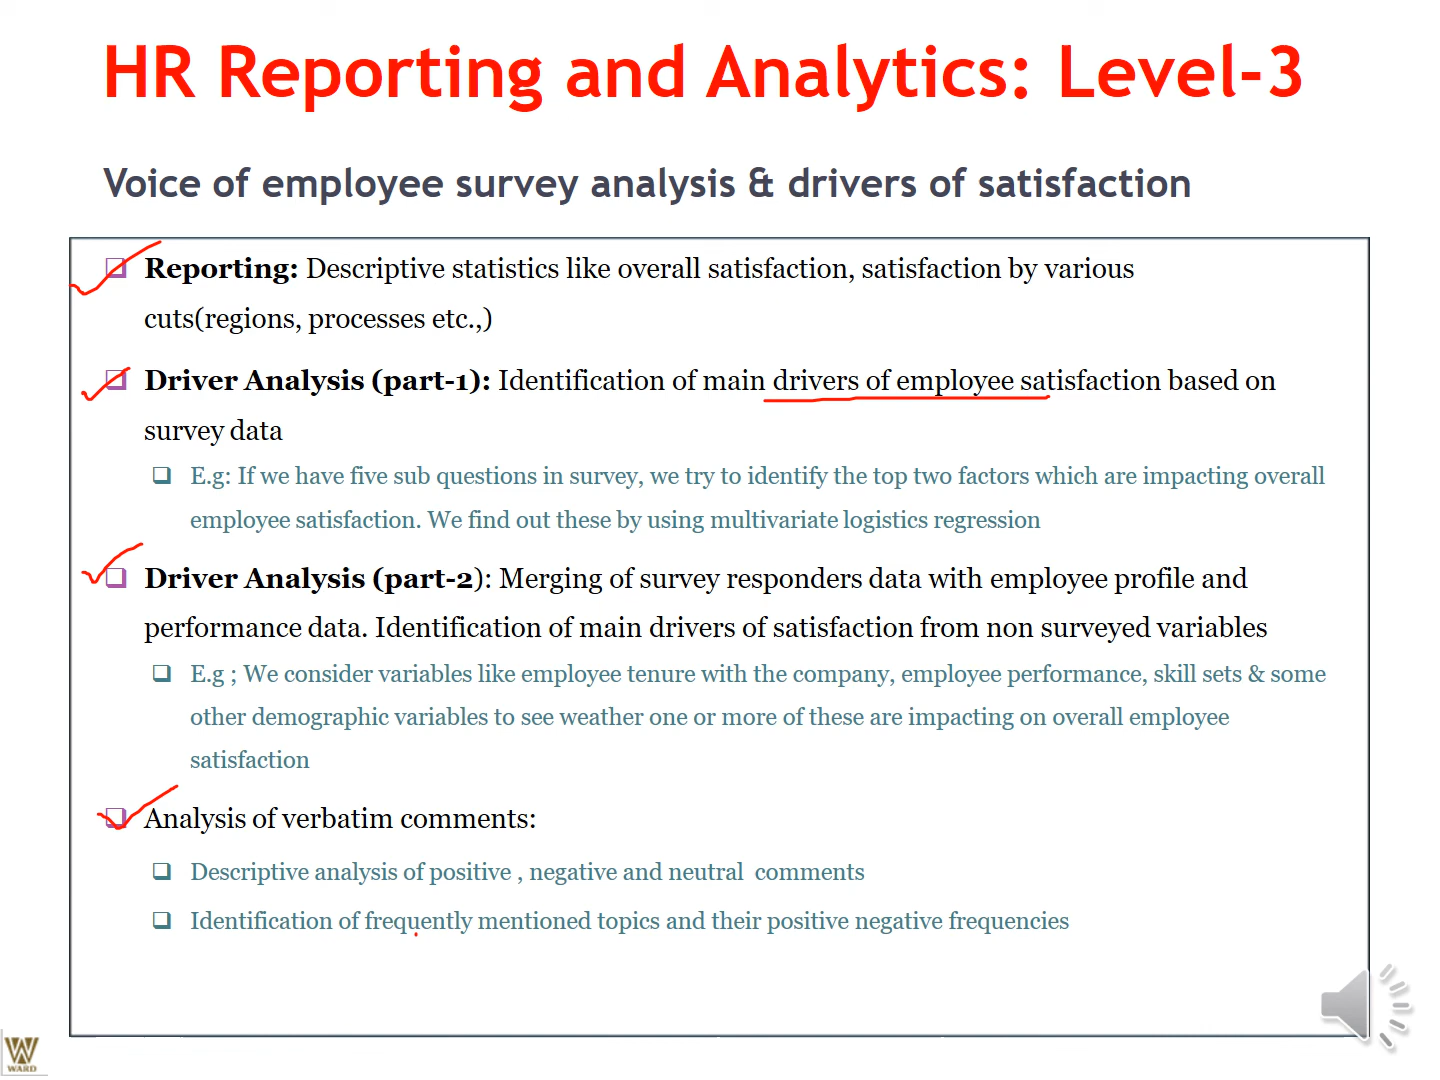 HR Reporting and Analytics: Level-3
Voice of employee survey analysis & drivers of satisfaction
Reporting: Descriptive statistics like overall satisfaction, satisfaction by various
cuts(regions, processes etc.,)
Driver Analysis (part-1): Identification of main drivers of employee satisfaction based on
survey data
E.g: If we have five sub questions in survey, we try to identify the top two factors which are impacting overall
employee satisfaction. We find out these by using multivariate logistics regression
Driver Analysis (part-2): Merging of survey responders data with employee profile and
performance data. Identification of main drivers of satisfaction from non surveyed variables
E.g ; We consider variables like employee tenure with the company, employee performance, skill sets & some
other demographic variables to see weather one or more of these are impacting on overall employee
satisfaction
Analysis of verbatim comments:
Descriptive analysis of positive , negative and neutral  comments
Identification of frequently mentioned topics and their positive negative frequencies
WARD